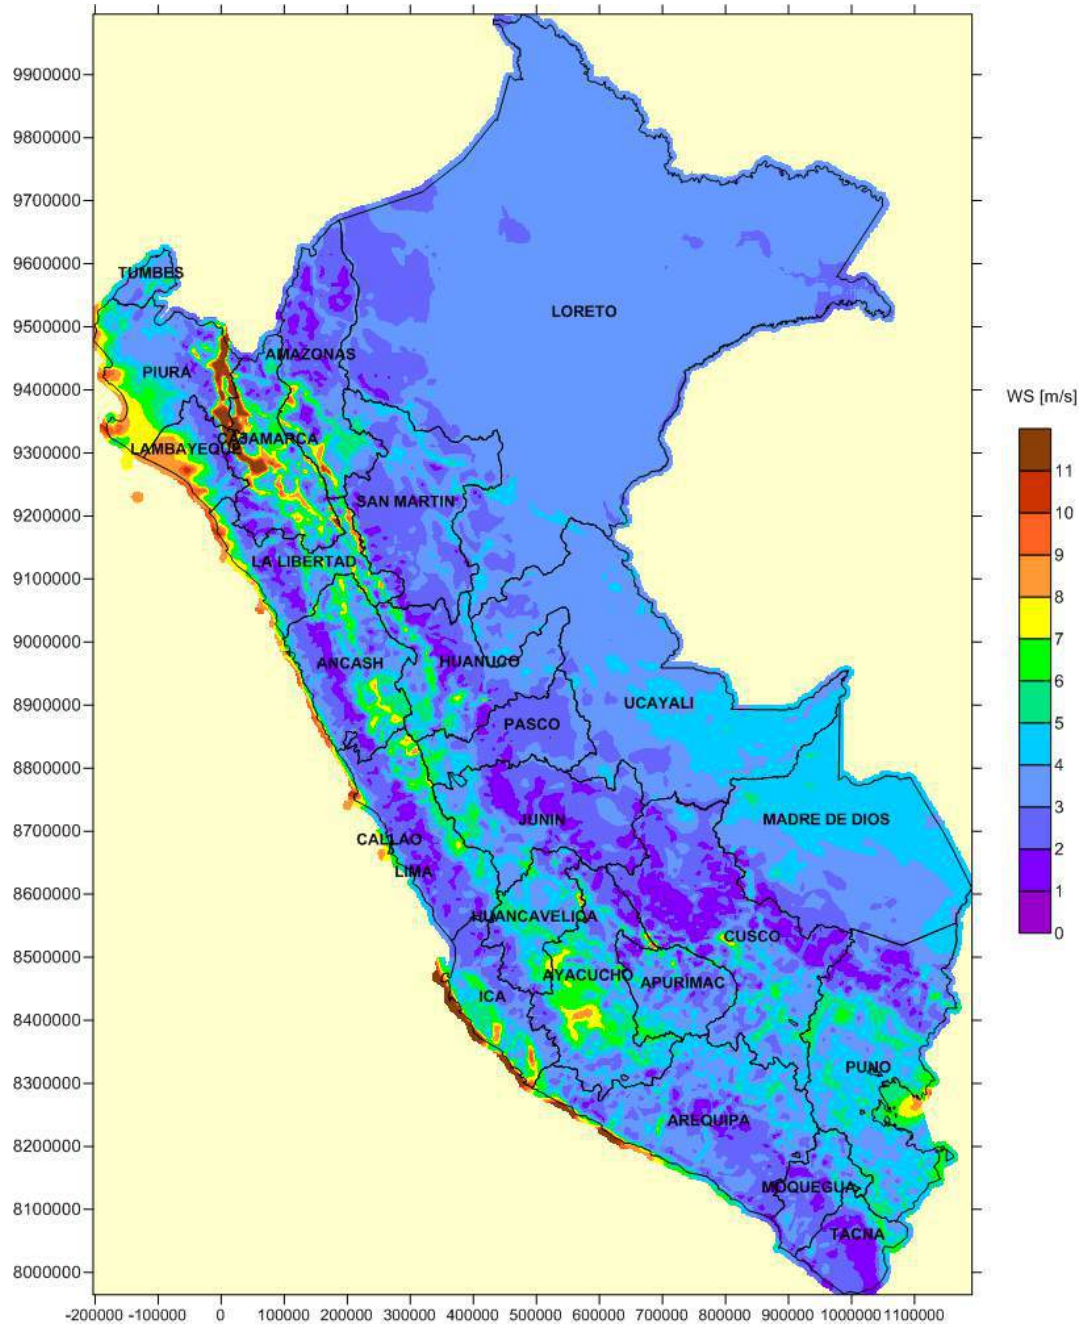 9900000
9800000
9700000
9600000
TUMBES
LORETO
9500000
AMAZONAS
PIURA
9400000
WS [m/s]
CAJAMARCA
LAMBAYEQUE
9300000
11
SAN MARTIN
10
9200000
9
LA LIBERTAD
8
9100000
7
9000000
ANCASH
HUANUCO
6
UCAYALI
8900000
PASCO
5
4
8800000
3
JUNIN
MADRE DE DIOS
8700000
CALLAO
2
LIMA
8600000
1
HUANCAVELICA
0
CUSCO
8500000
AYACUCHO
APURIMAC
ICA
8400000
PUNO
8300000
AREQUIPA
8200000
MOQUEGUA
8100000
TACNA
8000000
-200000 -100000 0 100000 200000 300000 400000 500000 600000 700000 800000 900000 1000000 1100000